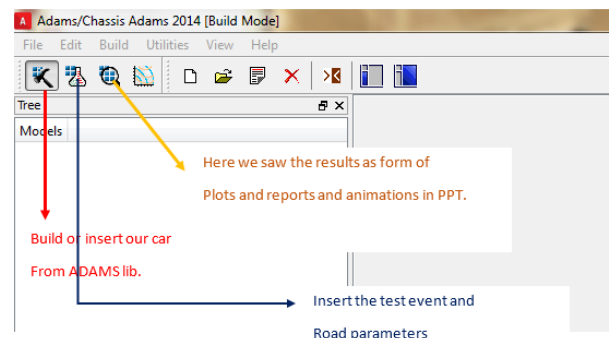 Adams/Chassis Adams 2014 [Build Mode]
File Edit Build Utilities View Help
Tree
Models
Here we saw the results as form of
Plots and reports and animations in PPT.
Build or insert our car
From ADAMS lib.
Insert the test event and
Road parameters